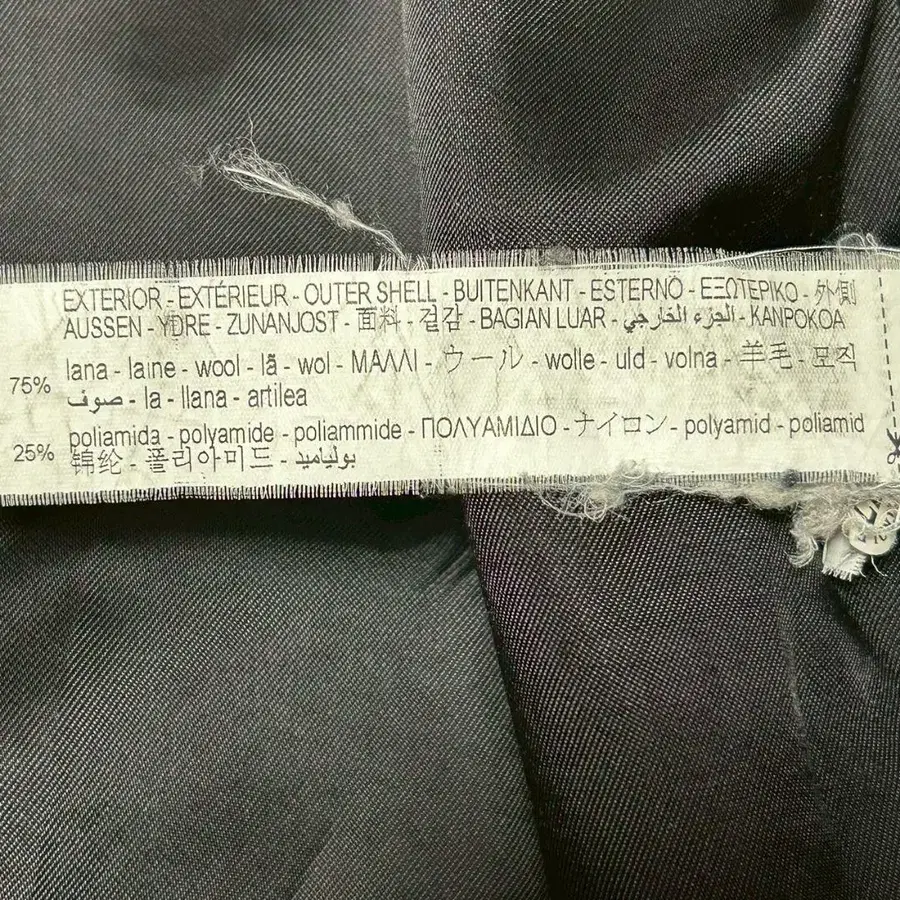 EXTERIOR - EXTÉRIEUR - OUTER SHELL - BUITENKANT - ESTERNO - ΕΞΩΤΕΡΙΚΟ - 外側
AUSSEN - YDRE - ZUNANJOST - 面料 - 겉감 - BAGIAN LUAR - الجزء الخارجي - KANPOKOA
75% lana - laine - wool - lã - wol - ΜΑΛΛΙ - ウール - wolle - uld - volna - 羊毛 - 모직
صوف - la - llana - artilea
25% poliamida - polyamide - poliammide - ΠΟΛΥΑΜΙΔΙΟ - ナイロン - polyamid - poliamid
锦纶 - 폴리아미드 - بولياميد